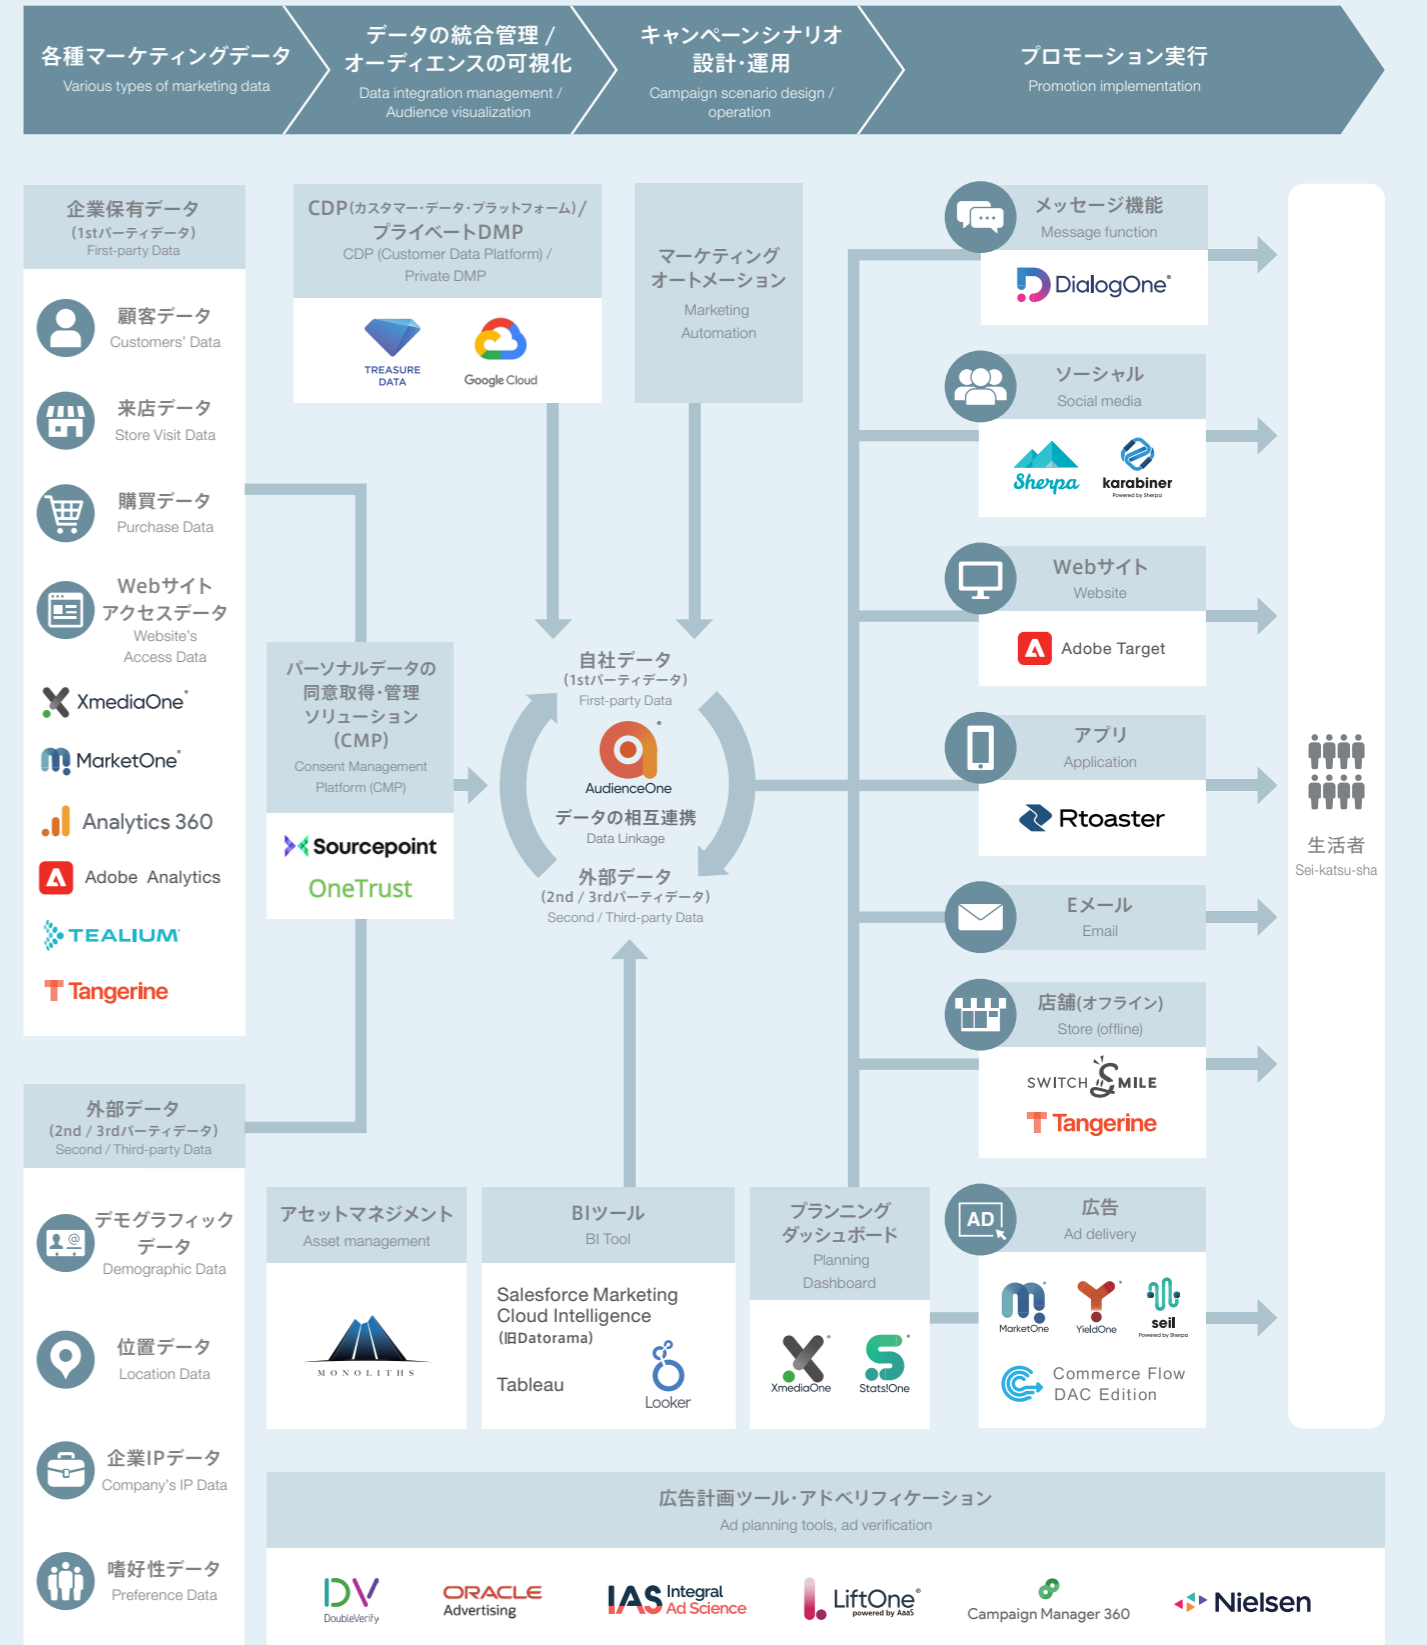 各種マーケティングデータ
Various types of marketing data
データの統合管理 /
オーディエンスの可視化
Data integration management /
Audience visualization
キャンペーンシナリオ
設計・運用
Campaign scenario design /
operation
プロモーション実行
Promotion implementation
企業保有データ
(1stパーティデータ)
First-party Data
顧客データ
Customers' Data
来店データ
Store Visit Data
購買データ
Purchase Data
Webサイト
アクセスデータ
Website's
Access Data
XmediaOne
MarketOne
Analytics 360
Adobe Analytics
TEALIUM
Tangerine
外部データ
(2nd / 3rdパーティデータ)
Second / Third-party Data
デモグラフィック
データ
Demographic Data
位置データ
Location Data
企業IPデータ
Company's IP Data
嗜好性データ
Preference Data
CDP(カスタマー・データ・プラットフォーム)/
プライベートDMP
CDP (Customer Data Platform) /
Private DMP
TREASURE
DATA
Google Cloud
マーケティング
オートメーション
Marketing
Automation
パーソナルデータの
同意取得・管理
ソリューション
(CMP)
Consent Management
Platform (CMP)
Sourcepoint
OneTrust
自社データ
(1stパーティデータ)
First-party Data
AudienceOne
データの相互連携
Data Linkage
外部データ
(2nd / 3rdパーティデータ)
Second / Third-party Data
アセットマネジメント
Asset management
MONOLITHS
BIツール
BI Tool
Salesforce Marketing
Cloud Intelligence
(旧Datorama)
Tableau
Looker
プランニング
ダッシュボード
Planning
Dashboard
XmediaOne
Stats!One
メッセージ機能
Message function
DialogOne
ソーシャル
Social media
Sherpa
karabiner
Powered by Sherpa
Webサイト
Website
Adobe Target
アプリ
Application
Rtoaster
Eメール
Email
店舗(オフライン)
Store (offline)
SWITCH SMILE
Tangerine
AD
広告
Ad delivery
MarketOne
YieldOne
seil
Powered by Sherpa
Commerce Flow
DAC Edition
生活者
Sei-katsu-sha
広告計画ツール・アドベリフィケーション
Ad planning tools, ad verification
DV
DoubleVerify
ORACLE
Advertising
IAS Integral
Ad Science
LiftOne
powered by AaaS
Campaign Manager 360
Nielsen